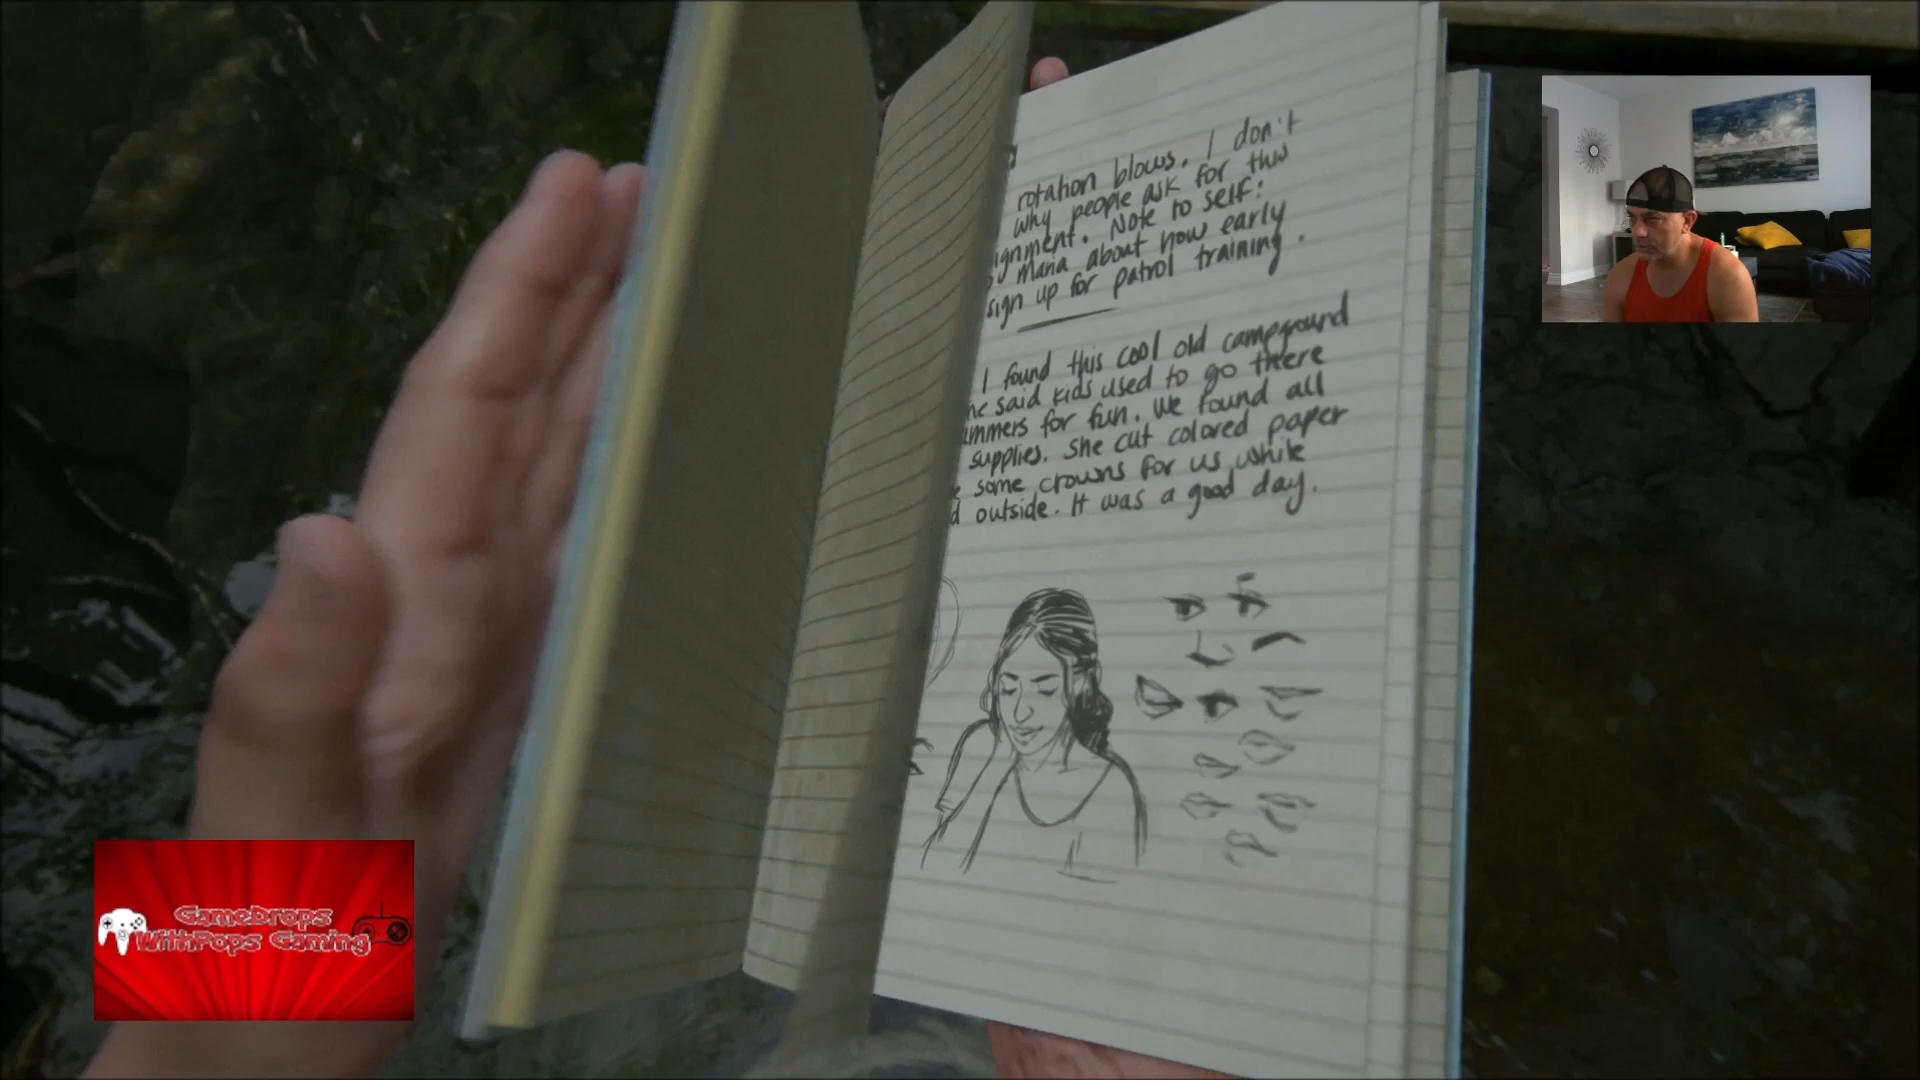 rotation blows. I don't
why people ask for this
ignment. Note to self:
Maria about how early
sign up for patrol training.
I found this cool old campground
he said kids used to go there
ummers for fun. We found all
supplies. She cut colored paper
some crowns for us while
d outside. It was a good day.
GameDrops
WithPops Gaming